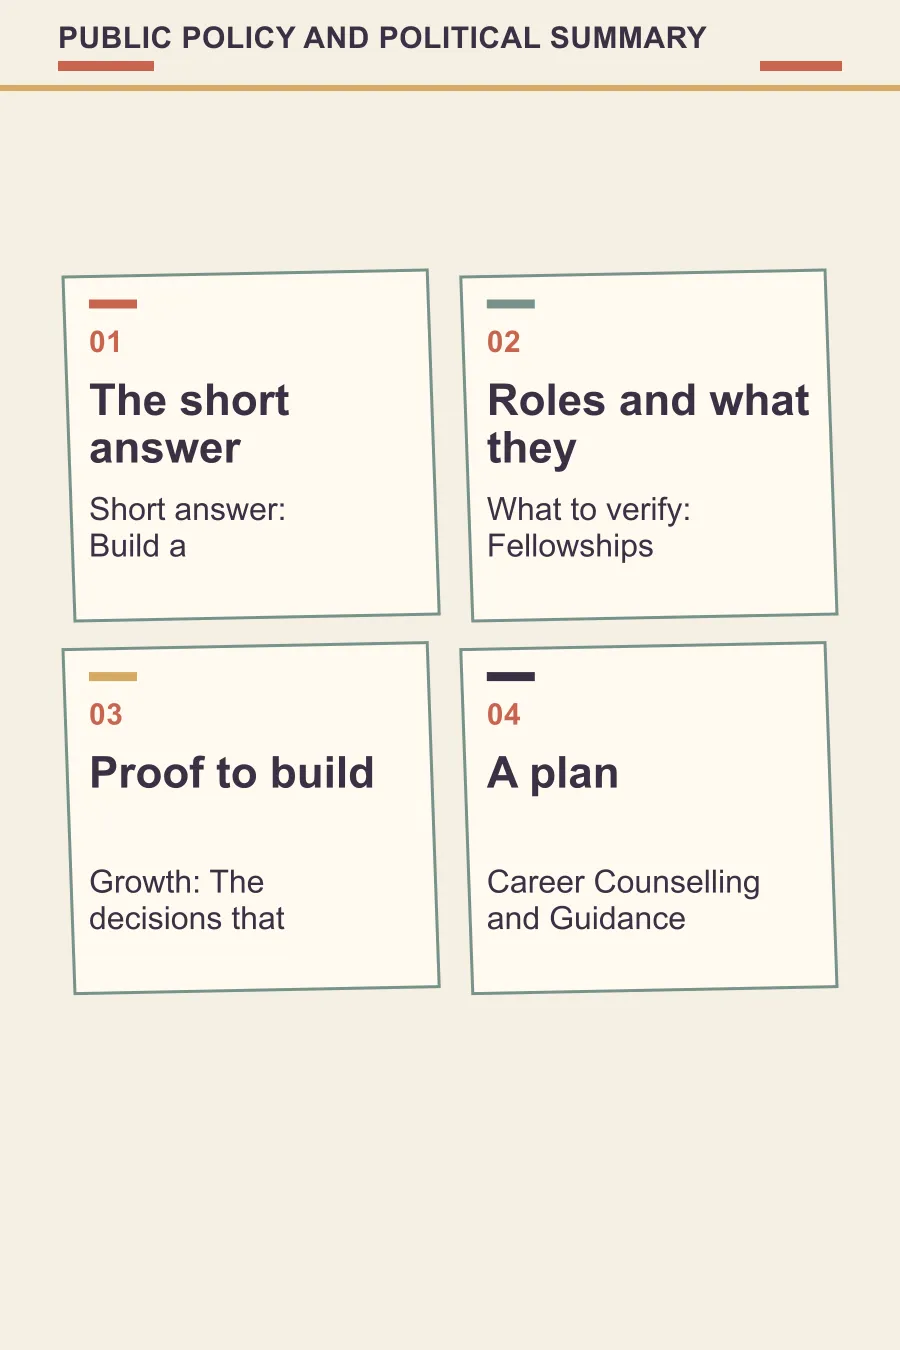 PUBLIC POLICY AND POLITICAL SUMMARY
01
The short
answer
Short answer:
Build a
02
Roles and what
they
What to verify:
Fellowships
03
Proof to build
Growth: The
decisions that
04
A plan
Career Counselling
and Guidance